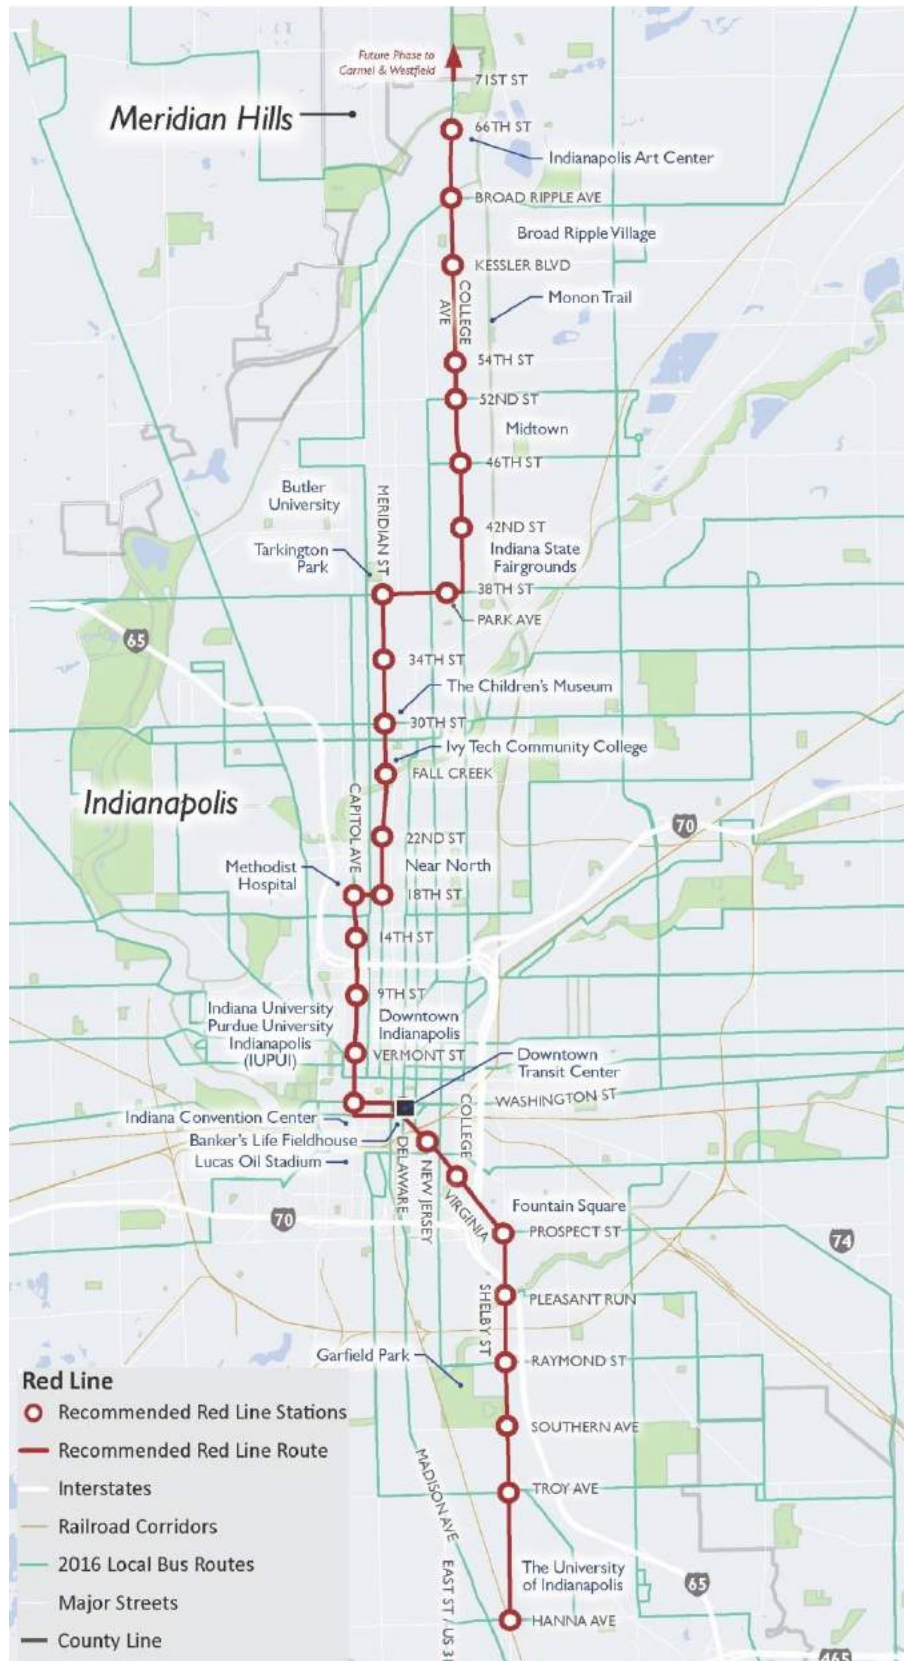 Future Phase to
Carmel & Westfield
71ST ST
Meridian Hills
66TH ST
Indianapolis Art Center
BROAD RIPPLE AVE
Broad Ripple Village
KESSLER BLVD
COLLEGE
AVE
Monon Trail
54TH ST
52ND ST
Midtown
46TH ST
Butler
University
MERIDIAN ST
42ND ST
Tarkington
Park
Indiana State
Fairgrounds
38TH ST
PARK AVE
65
34TH ST
The Children's Museum
30TH ST
Ivy Tech Community College
FALL CREEK
Indianapolis
CAPITOL AVE
70
22ND ST
Near North
Methodist
Hospital
18TH ST
14TH ST
9TH ST
Indiana University
Purdue University
Indianapolis
(IUPUI)
Downtown
Indianapolis
VERMONT ST
Downtown
Transit Center
WASHINGTON ST
COLLEGE
Indiana Convention Center
Banker's Life Fieldhouse
Lucas Oil Stadium
DELAWARE
NEW JERSEY
VIRGINIA
Fountain Square
70
PROSPECT ST
74
SHELBY ST
PLEASANT RUN
Garfield Park
RAYMOND ST
SOUTHERN AVE
MADISON AVE
TROY AVE
EAST ST / US 31
The University
of Indianapolis
65
HANNA AVE
465
Red Line
Recommended Red Line Stations
Recommended Red Line Route
Interstates
Railroad Corridors
2016 Local Bus Routes
Major Streets
County Line